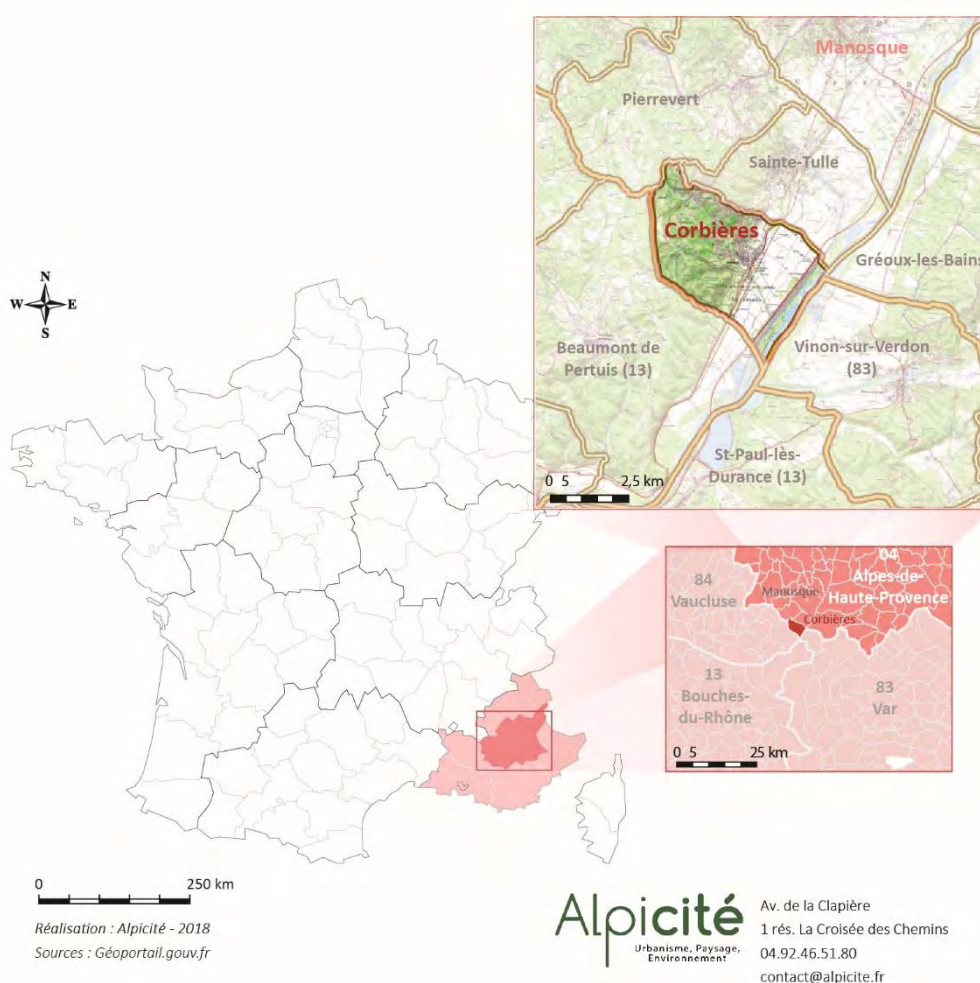 Manosque
Pierrevert
Sainte-Tulle
Corbières
Gréoux-les-Bains
Beaumont de
Pertuis (13)
Vinon-sur-Verdon
(83)
St-Paul-lès-
Durance (13)
0 5 2,5 km
N
W E
S
04
Alpes-de-
Haute-Provence
84
Vaucluse
Manosque
Corbières
13
Bouches-
du-Rhône
83
Var
0 5 25 km
0 250 km
Réalisation : Alpicité - 2018
Sources : Géoportail.gouv.fr
Alpicité
Urbanisme, Paysage,
Environnement
Av. de la Clapière
1 rés. La Croisée des Chemins
04.92.46.51.80
contact@alpicite.fr